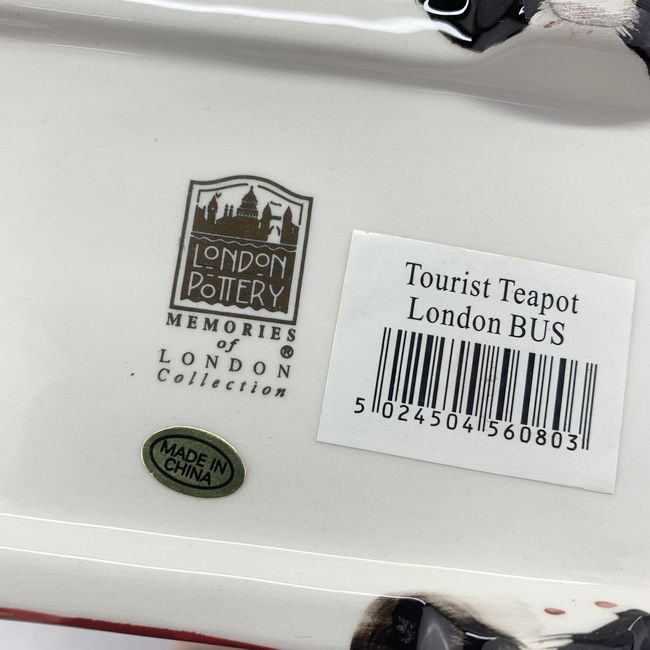 LONDON
POTTERY
MEMORIES
of ®
LONDON
Collection
MADE IN
CHINA
Tourist Teapot
London BUS
5 024504 560803